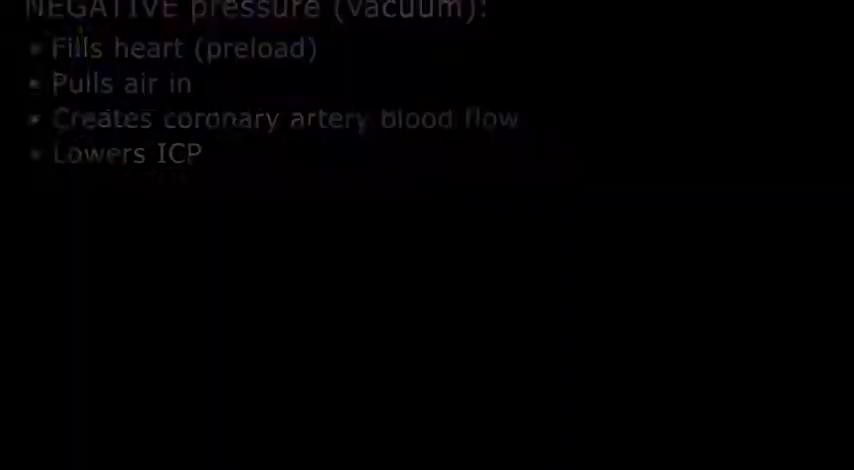 NEGATIVE pressure (vacuum):
• Fills heart (preload)
• Pulls air in
• Creates coronary artery blood flow
• Lowers ICP